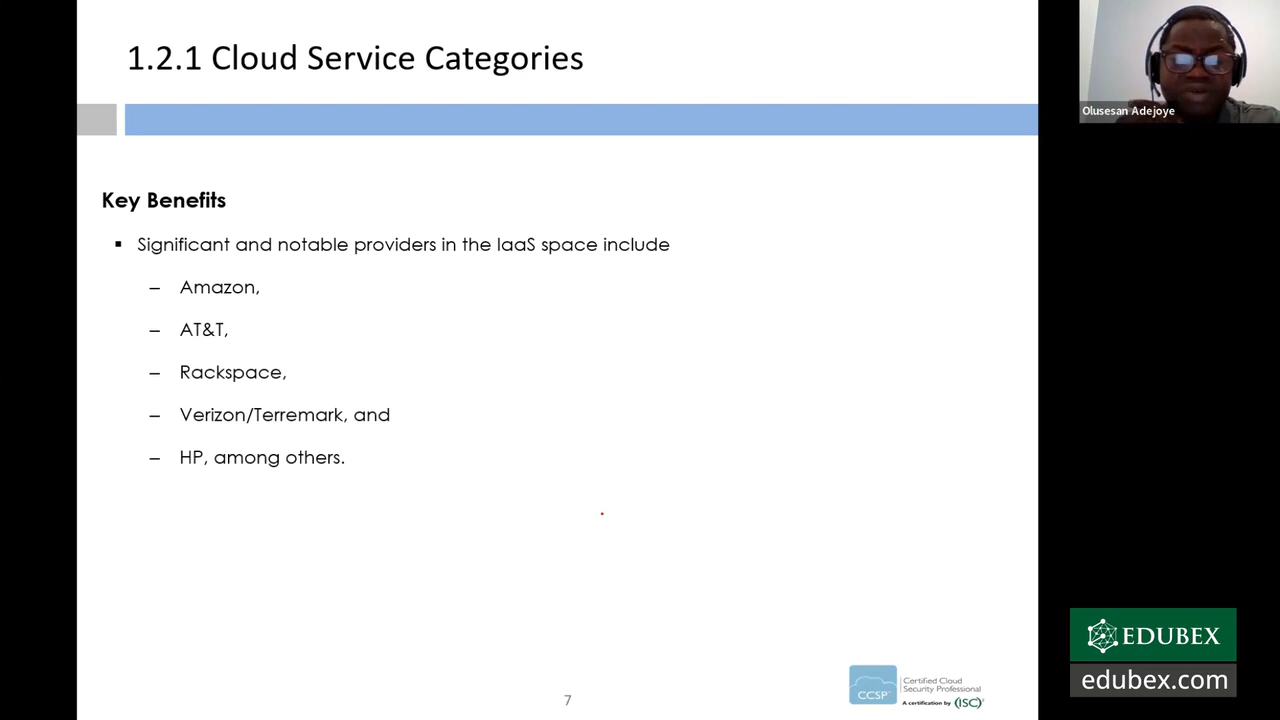 1.2.1 Cloud Service Categories
Olusesan Adejoye
Key Benefits
▪ Significant and notable providers in the IaaS space include
– Amazon,
– AT&T,
– Rackspace,
– Verizon/Terremark, and
– HP, among others.
7
CCSP
Certified Cloud
Security Professional
A certification by (ISC)²
EDUBEX
edubex.com